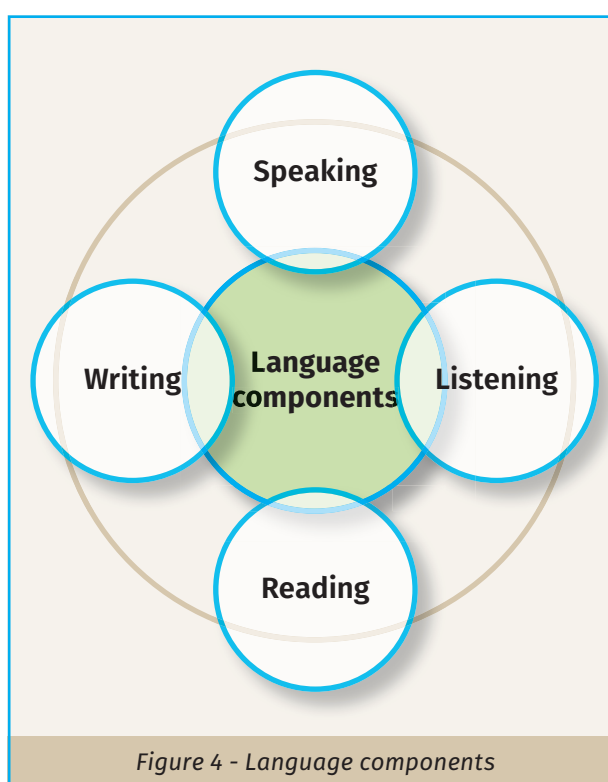 Speaking
Writing
Language
components
Listening
Reading
Figure 4 - Language components